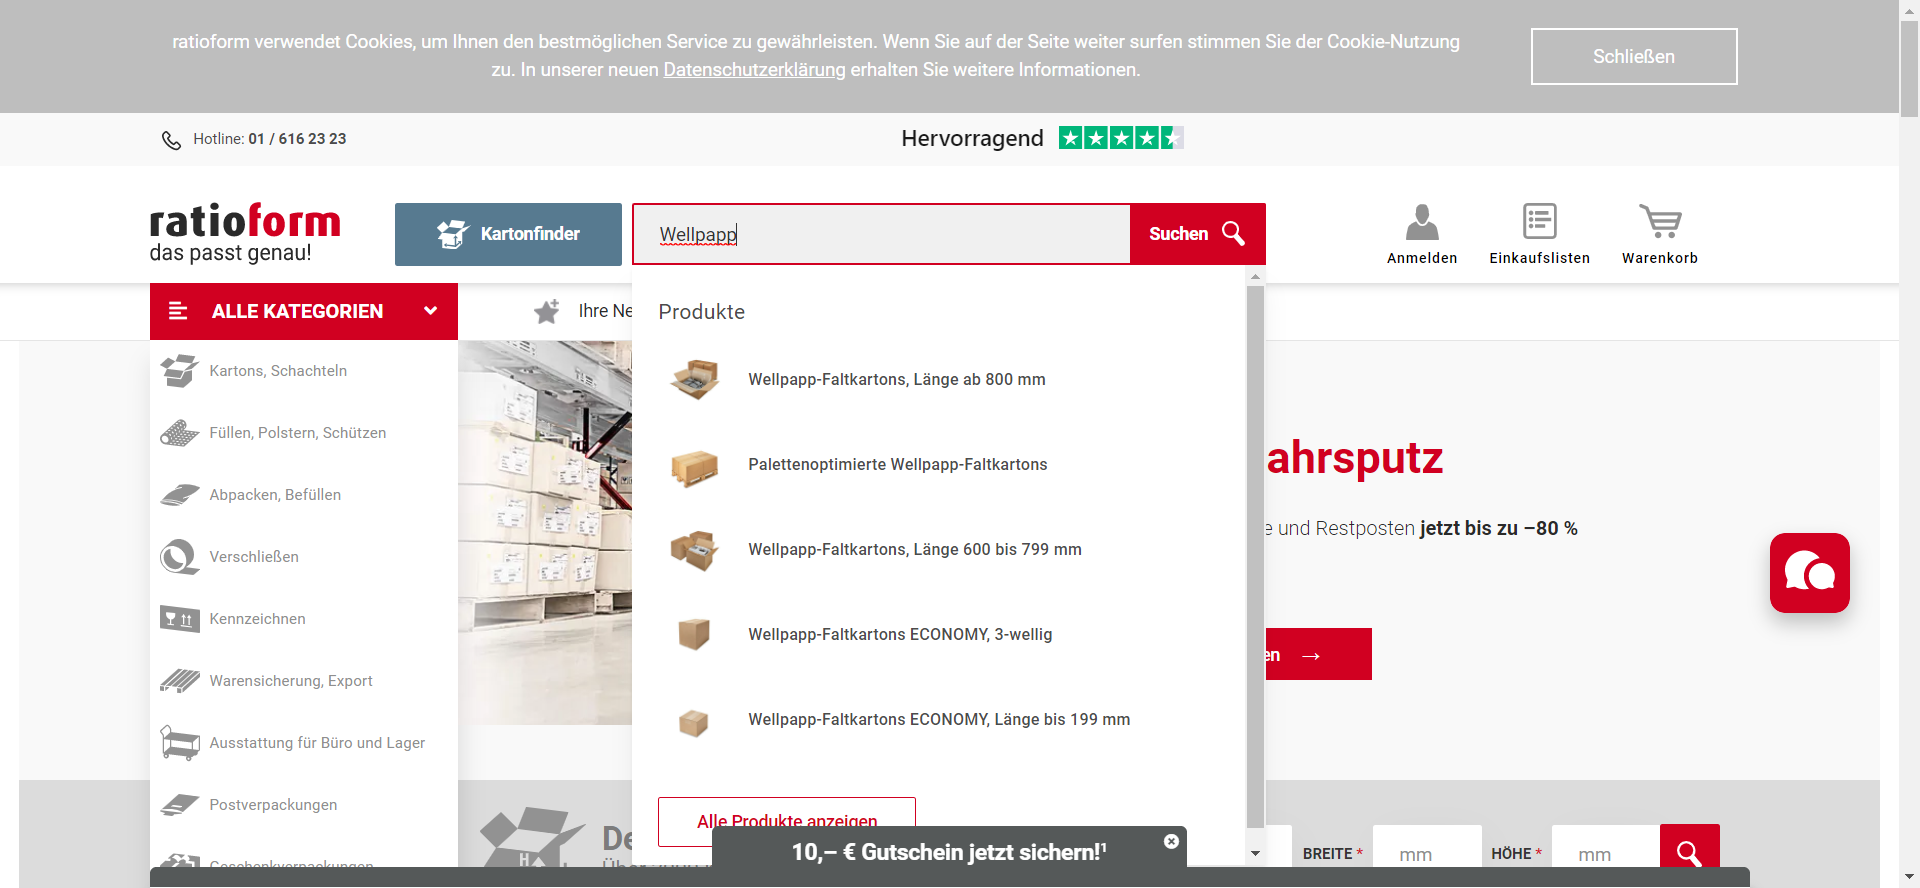 ratioform verwendet Cookies, um Ihnen den bestmöglichen Service zu gewährleisten. Wenn Sie auf der Seite weiter surfen stimmen Sie der Cookie-Nutzung
zu. In unserer neuen Datenschutzerklärung erhalten Sie weitere Informationen.
Schließen
Hotline: 01 / 616 23 23
Hervorragend
ratioform
das passt genau!
Kartonfinder
Wellpapp
Suchen
Anmelden
Einkaufslisten
Warenkorb
ALLE KATEGORIEN
Ihre Ne
Kartons, Schachteln
Füllen, Polstern, Schützen
Abpacken, Befüllen
Verschließen
Kennzeichnen
Warensicherung, Export
Ausstattung für Büro und Lager
Postverpackungen
Geschenkverpackungen
Produkte
Wellpapp-Faltkartons, Länge ab 800 mm
Palettenoptimierte Wellpapp-Faltkartons
Wellpapp-Faltkartons, Länge 600 bis 799 mm
Wellpapp-Faltkartons ECONOMY, 3-wellig
Wellpapp-Faltkartons ECONOMY, Länge bis 199 mm
Alle Produkte anzeigen
ahrsputz
e und Restposten jetzt bis zu –80 %
en →
De
BREITE *
mm
HÖHE *
mm
10,– € Gutschein jetzt sichern!¹